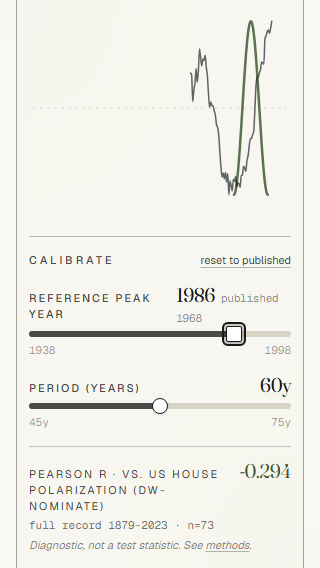 CALIBRATE reset to published
REFERENCE PEAK YEAR 1986 published 1968
1938 1998
PERIOD (YEARS) 60y
45y 75y
PEARSON R · VS. US HOUSE -0.294
POLARIZATION (DW-
NOMINATE)
full record 1879-2023 · n=73
Diagnostic, not a test statistic. See methods.